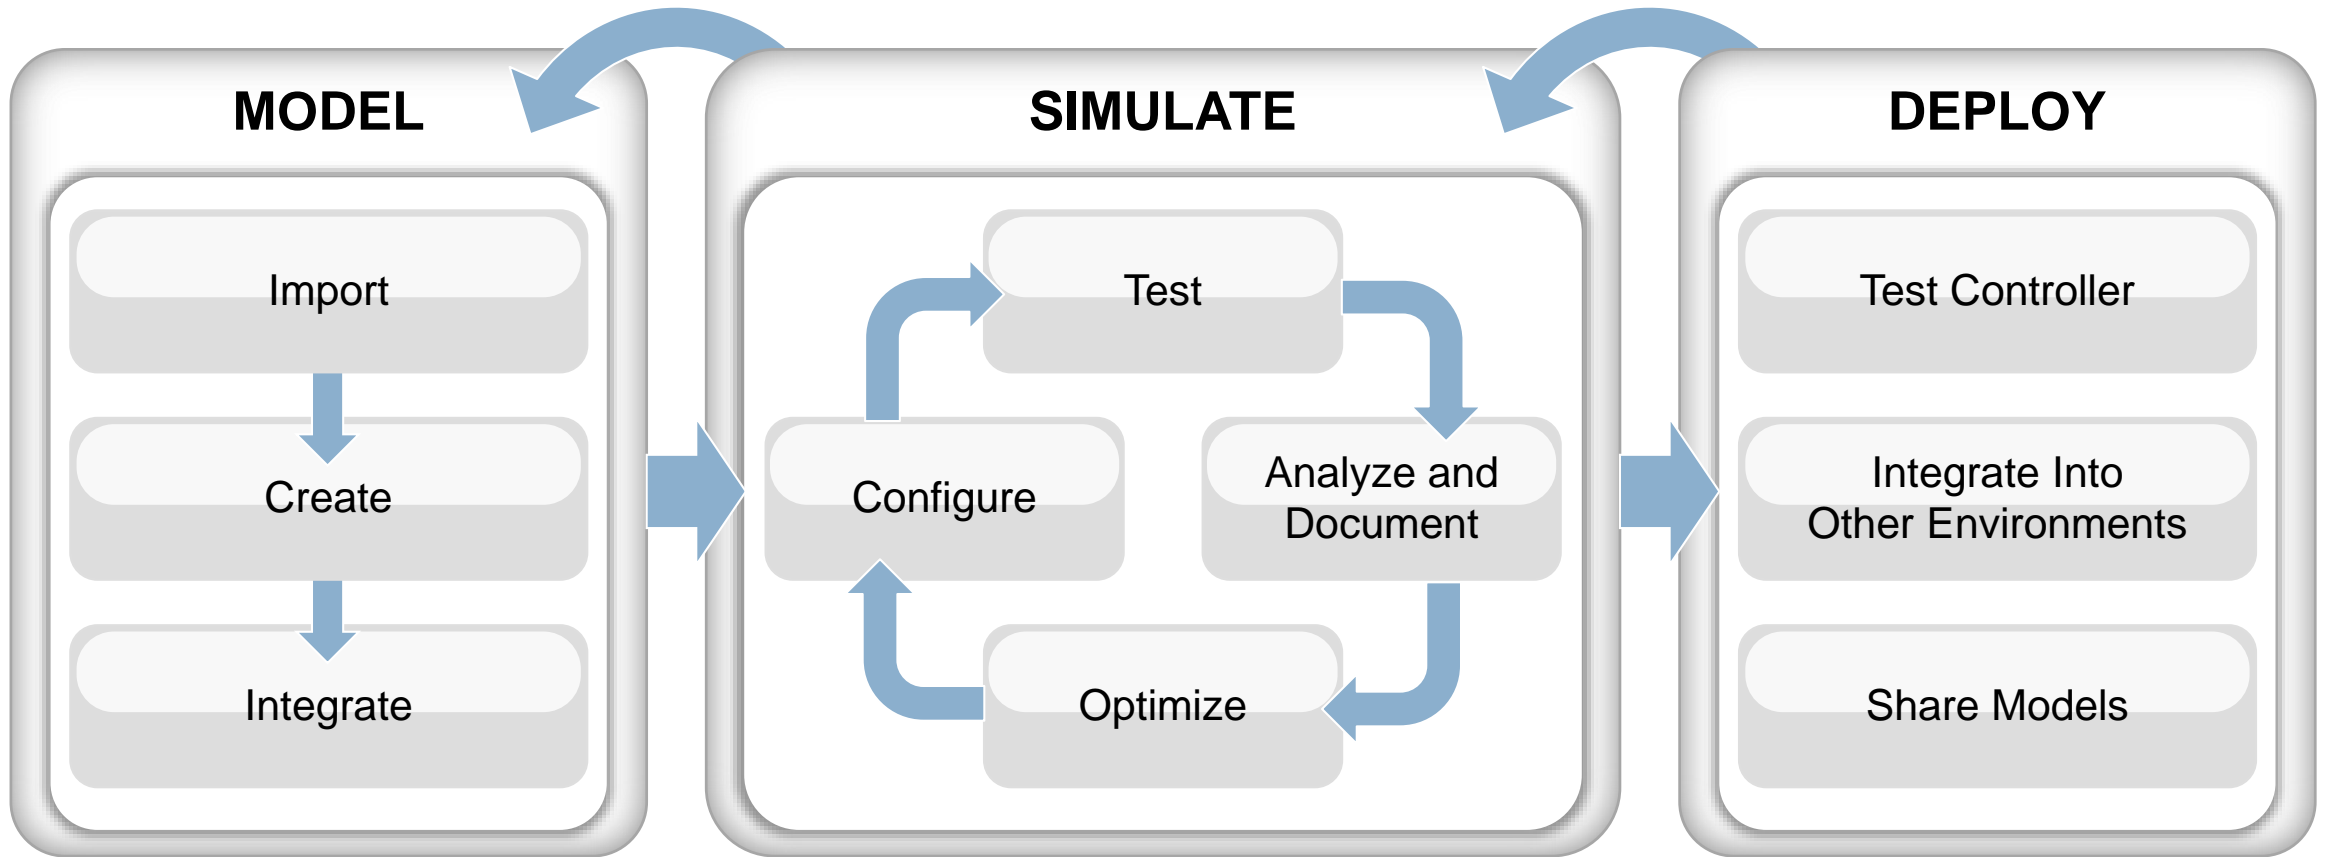 MODEL
Import
Create
Integrate
SIMULATE
Test
Configure
Analyze and
Document
Optimize
DEPLOY
Test Controller
Integrate Into
Other Environments
Share Models